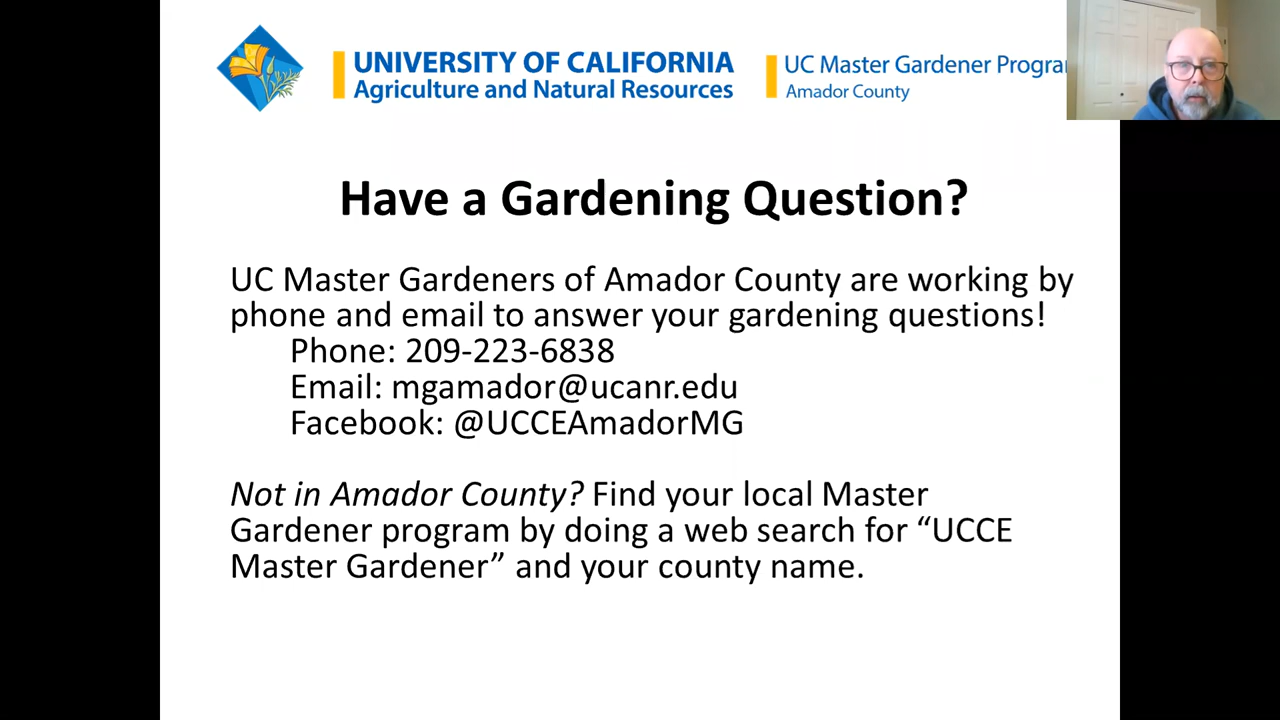 UNIVERSITY OF CALIFORNIA
Agriculture and Natural Resources
UC Master Gardener Progra
Amador County
Have a Gardening Question?
UC Master Gardeners of Amador County are working by
phone and email to answer your gardening questions!
Phone: 209-223-6838
Email: mgamador@ucanr.edu
Facebook: @UCCEAmadorMG
Not in Amador County? Find your local Master
Gardener program by doing a web search for “UCCE
Master Gardener” and your county name.